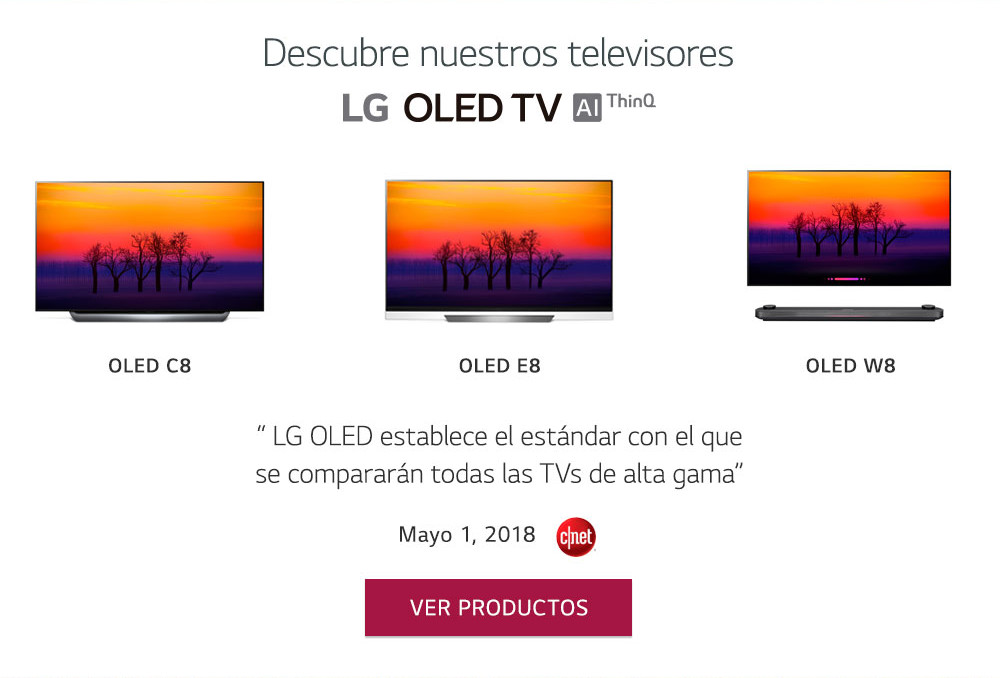 Descubre nuestros televisores
LG OLED TV AI ThinQ
OLED C8
OLED E8
OLED W8
“ LG OLED establece el estándar con el que
se compararán todas las TVs de alta gama”
Mayo 1, 2018 c|net
VER PRODUCTOS